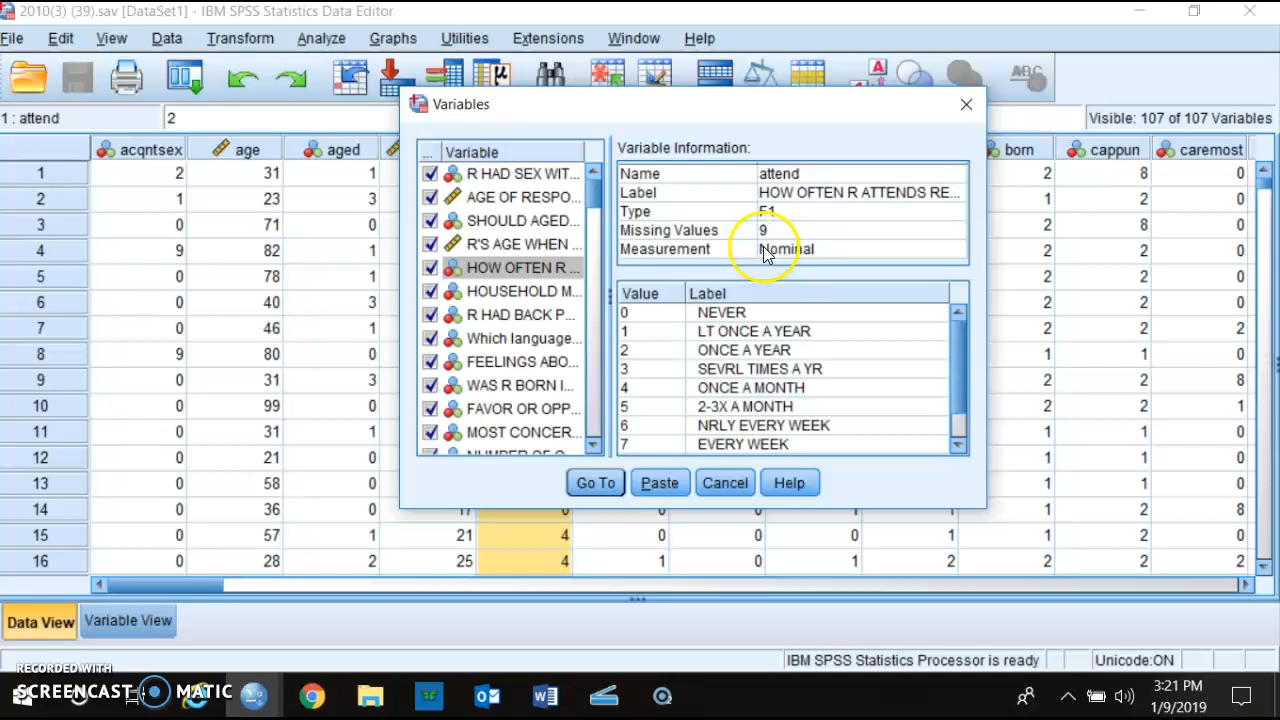 2010(3) (39).sav [DataSet1] - IBM SPSS Statistics Data Editor
File Edit View Data Transform Analyze Graphs Utilities Extensions Window Help
1 : attend 2 Visible: 107 of 107 Variables
acqntsex age aged born cappun caremost
1 2 31 1 2 8 0
2 1 23 3 1 2 0
3 0 71 0 2 8 0
4 9 82 1 2 2 0
5 0 78 1 2 2 0
6 0 40 3 2 2 0
7 0 46 1 2 2 2
8 9 80 0 1 1 0
9 0 31 3 2 2 8
10 0 99 0 2 2 1
11 0 31 1 1 1 0
12 0 21 0 1 2 0
13 0 58 0 1 1 0
14 0 36 0 17 0 0 0 1 1 1 2 8
15 0 57 1 21 4 0 0 0 1 1 2 0
16 0 28 2 25 4 1 0 1 2 1 2 2
Variables
... Variable
R HAD SEX WIT...
AGE OF RESPO...
SHOULD AGED...
R'S AGE WHEN ...
HOW OFTEN R ...
HOUSEHOLD M...
R HAD BACK P...
Which language...
FEELINGS ABO...
WAS R BORN I...
FAVOR OR OPP...
MOST CONCER...
Variable Information:
Name attend
Label HOW OFTEN R ATTENDS RE...
Type F1
Missing Values 9
Measurement Nominal
Value Label
0 NEVER
1 LT ONCE A YEAR
2 ONCE A YEAR
3 SEVRL TIMES A YR
4 ONCE A MONTH
5 2-3X A MONTH
6 NRLY EVERY WEEK
7 EVERY WEEK
Go To Paste Cancel Help
Data View Variable View
IBM SPSS Statistics Processor is ready Unicode:ON
RECORDED WITH
SCREENCAST MATIC
3:21 PM
1/9/2019